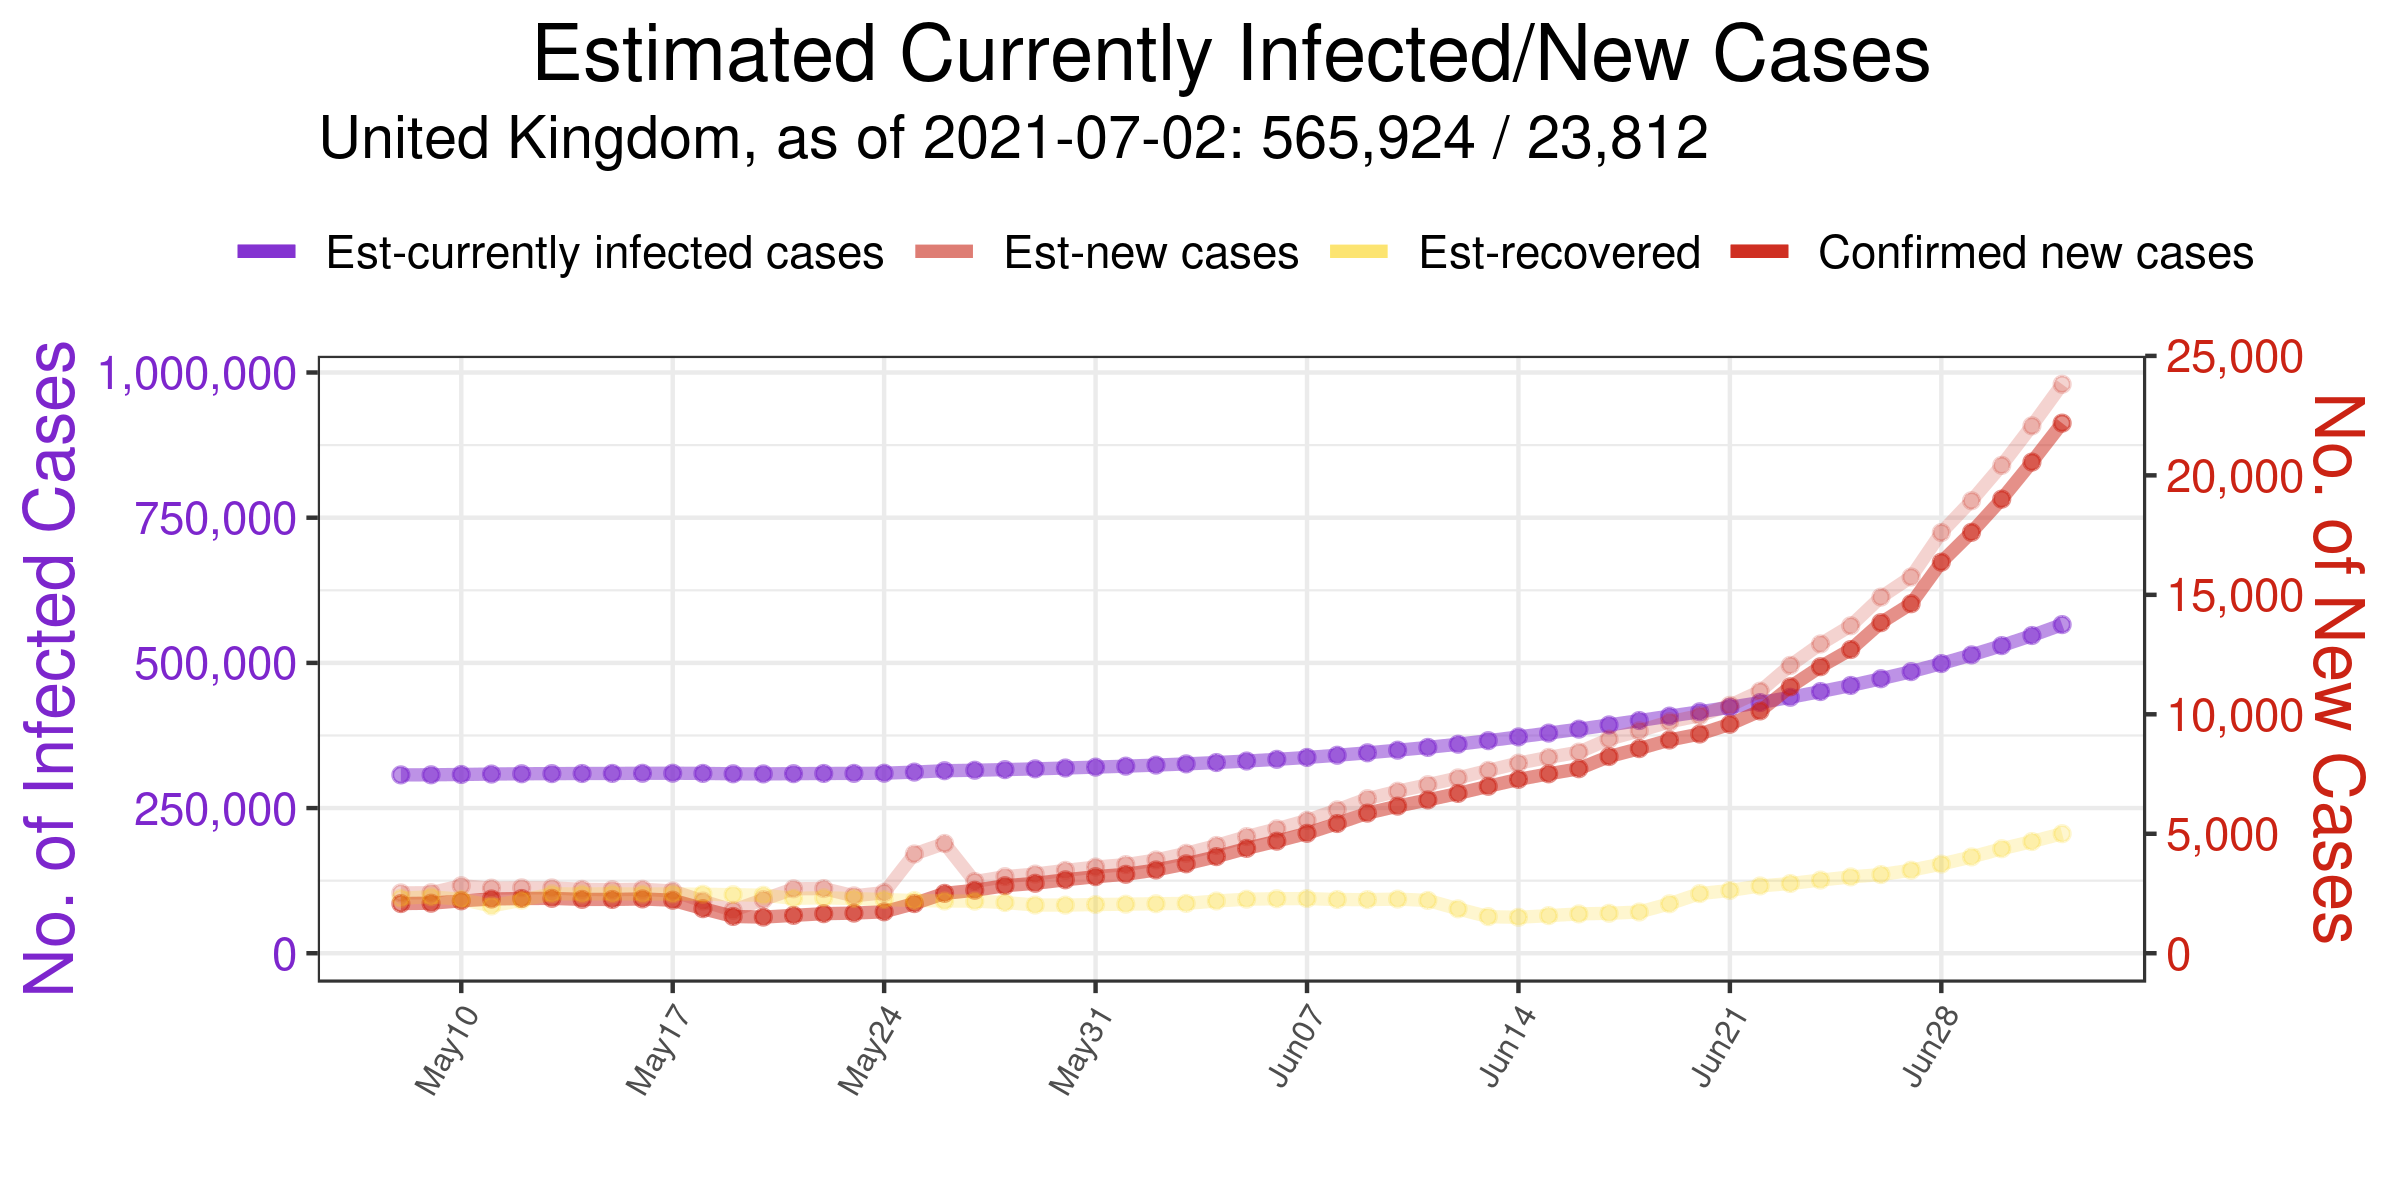 Estimated Currently Infected/New Cases
United Kingdom, as of 2021-07-02: 565,924 / 23,812
Est-currently infected cases Est-new cases Est-recovered Confirmed new cases
No. of Infected Cases
1,000,000
750,000
500,000
250,000
0
25,000
20,000
15,000
10,000
5,000
0
No. of New Cases
May10 May17 May24 May31 Jun07 Jun14 Jun21 Jun28